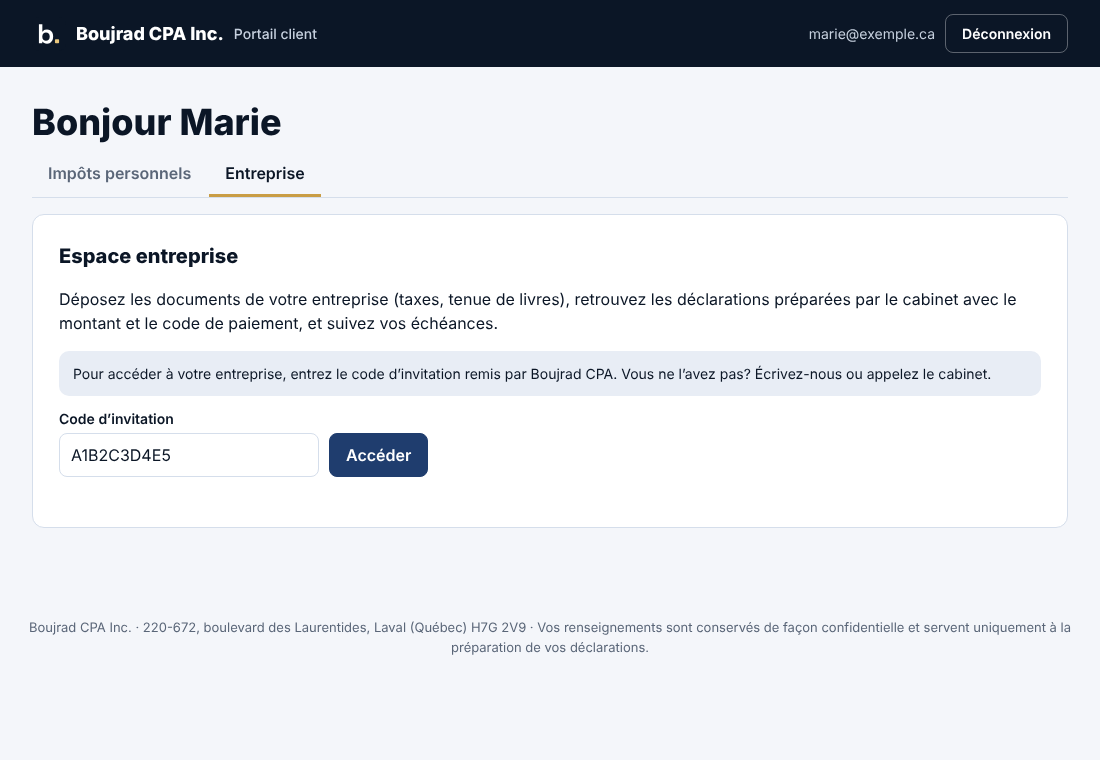 b. Boujrad CPA Inc. Portail client marie@exemple.ca Déconnexion
Bonjour Marie
Impôts personnels Entreprise
Espace entreprise
Déposez les documents de votre entreprise (taxes, tenue de livres), retrouvez les déclarations préparées par le cabinet avec le
montant et le code de paiement, et suivez vos échéances.
Pour accéder à votre entreprise, entrez le code d’invitation remis par Boujrad CPA. Vous ne l’avez pas? Écrivez-nous ou appelez le cabinet.
Code d’invitation
A1B2C3D4E5 Accéder
Boujrad CPA Inc. · 220-672, boulevard des Laurentides, Laval (Québec) H7G 2V9 · Vos renseignements sont conservés de façon confidentielle et servent uniquement à la
préparation de vos déclarations.